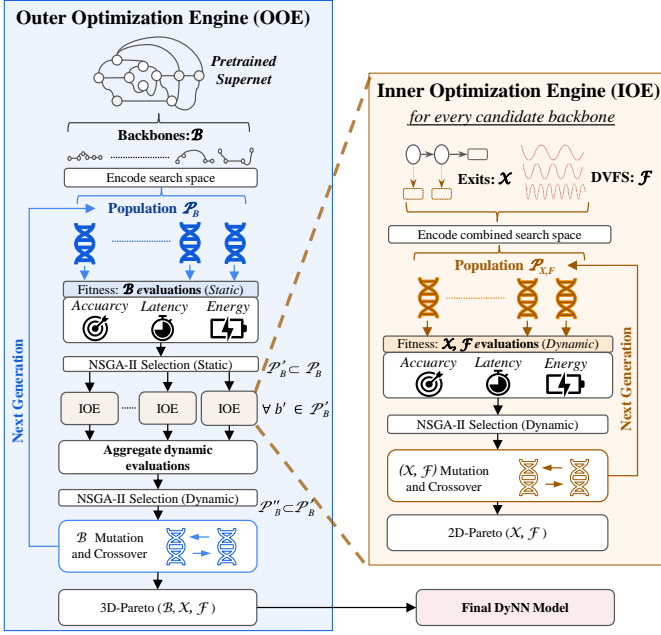 Outer Optimization Engine (OOE)
Pretrained
Supernet
Backbones: ℬ
Encode search space
Population 𝒫_B
Fitness: ℬ evaluations (Static)
Accuarcy Latency Energy
NSGA-II Selection (Static)
𝒫'_B ⊂ 𝒫_B
IOE IOE IOE
∀ b' ∈ 𝒫'_B
Aggregate dynamic
evaluations
NSGA-II Selection (Dynamic)
𝒫''_B ⊂ 𝒫'_B
ℬ Mutation
and Crossover
3D-Pareto (ℬ, 𝒳, ℱ)
Next Generation
Inner Optimization Engine (IOE)
for every candidate backbone
Exits: 𝒳
DVFS: ℱ
Encode combined search space
Population 𝒫_X,F
Fitness: 𝒳, ℱ evaluations (Dynamic)
Accuarcy Latency Energy
NSGA-II Selection (Dynamic)
(𝒳, ℱ) Mutation
and Crossover
2D-Pareto (𝒳, ℱ)
Next Generation
Final DyNN Model